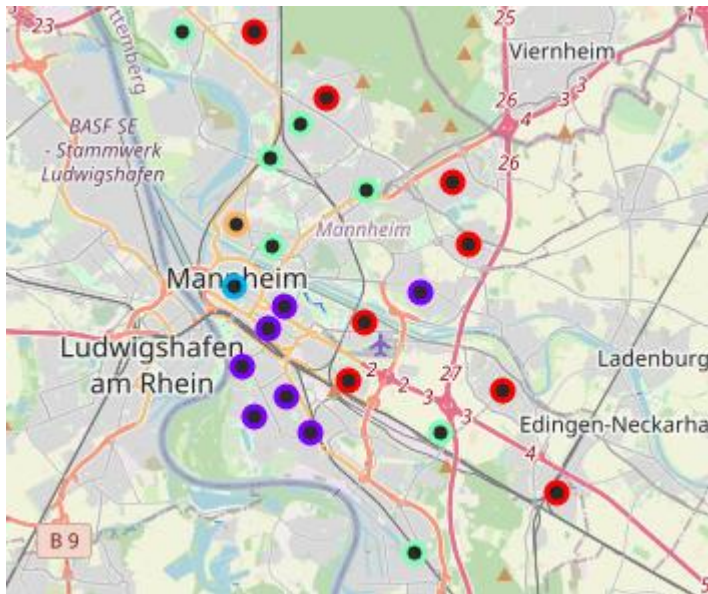 23
25
Württemberg
Viernheim
3
3
1
26
4
BASF SE
- Stammwerk
Ludwigshafen
26
Mannheim
Mannheim
Ludwigshafen
am Rhein
Ladenburg
2
2
27
3
3
Edingen-Neckarha
4
B 9
5